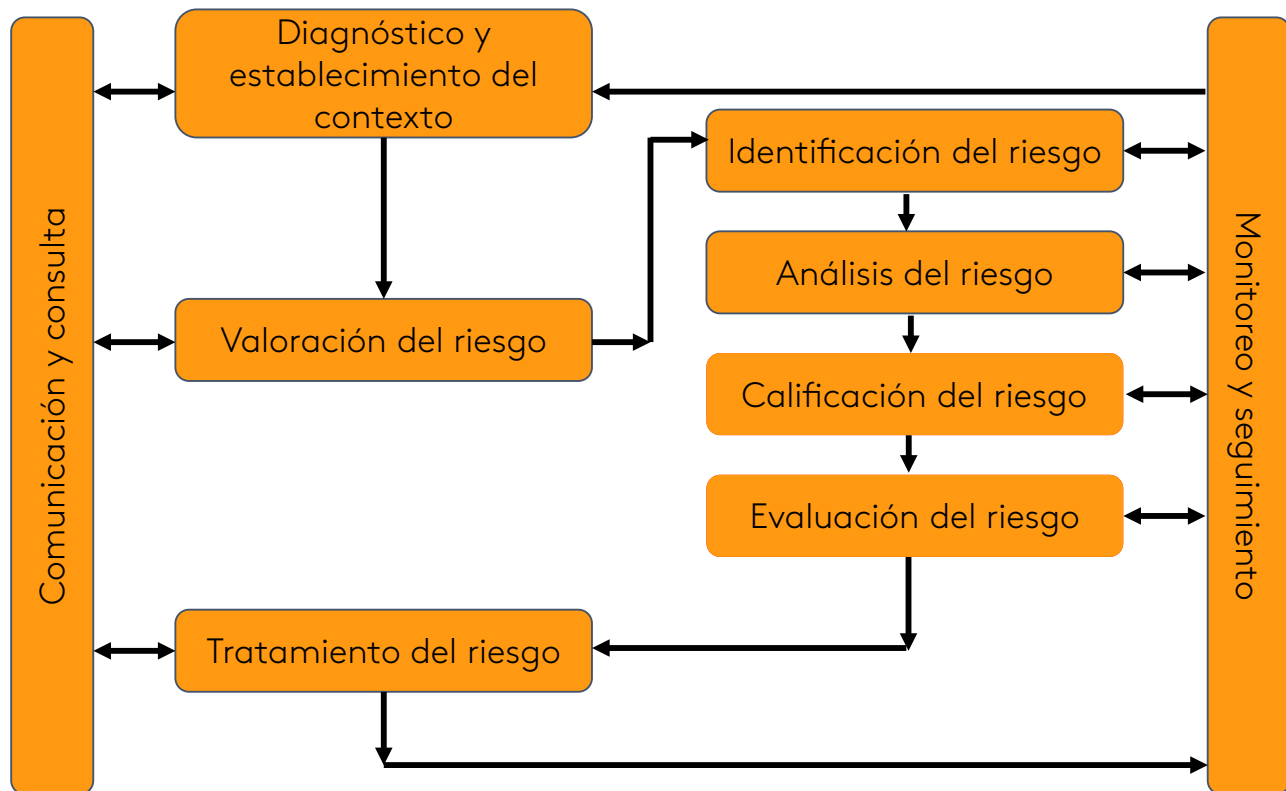 Comunicación y consulta
Diagnóstico y
establecimiento del
contexto
Valoración del riesgo
Tratamiento del riesgo
Identificación del riesgo
Análisis del riesgo
Calificación del riesgo
Evaluación del riesgo
Monitoreo y seguimiento